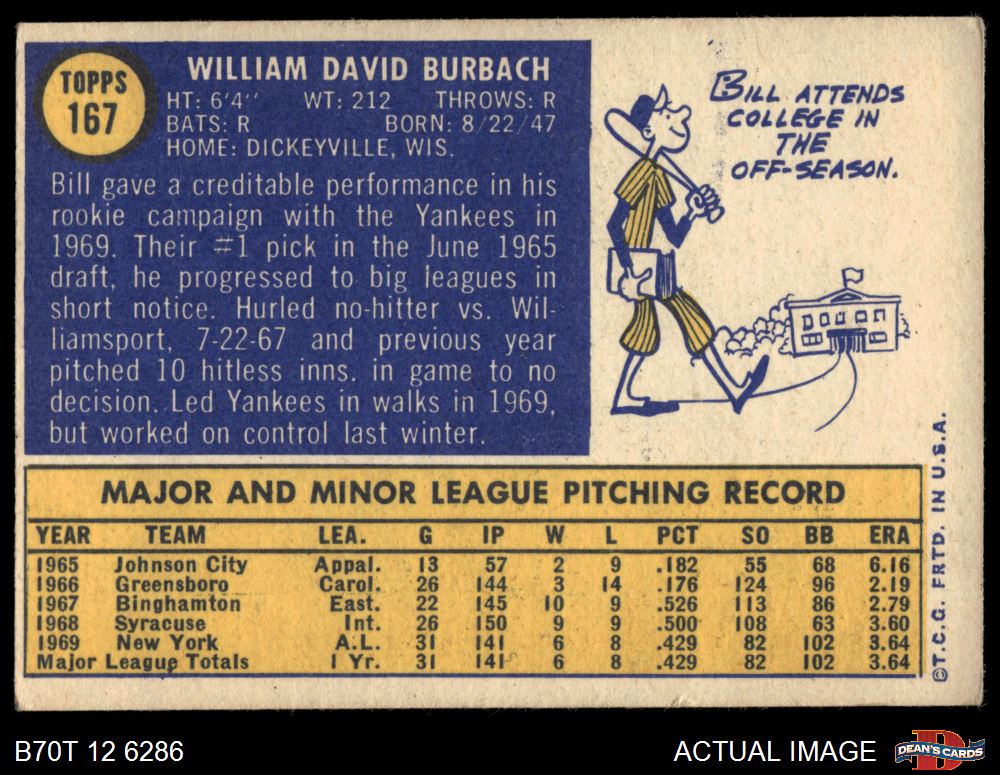 TOPPS
167
WILLIAM DAVID BURBACH
HT: 6'4" WT: 212 THROWS: R
BATS: R BORN: 8/22/47
HOME: DICKEYVILLE, WIS.
Bill gave a creditable performance in his
rookie campaign with the Yankees in
1969. Their #1 pick in the June 1965
draft, he progressed to big leagues in
short notice. Hurled no-hitter vs. Wil-
liamsport, 7-22-67 and previous year
pitched 10 hitless inns. in game to no
decision. Led Yankees in walks in 1969,
but worked on control last winter.
BILL ATTENDS
COLLEGE IN
THE
OFF-SEASON.
MAJOR AND MINOR LEAGUE PITCHING RECORD
YEAR TEAM LEA. G IP W L PCT SO BB ERA
1965 Johnson City Appal. 13 57 2 9 .182 55 68 6.16
1966 Greensboro Carol. 26 144 3 14 .176 124 96 2.19
1967 Binghamton East. 22 145 10 9 .526 113 86 2.79
1968 Syracuse Int. 26 150 9 9 .500 108 63 3.60
1969 New York A.L. 31 141 6 8 .429 82 102 3.64
Major League Totals 1 Yr. 31 141 6 8 .429 82 102 3.64
©T.C.G. PRTD. IN U.S.A.
B70T 12 6286
ACTUAL IMAGE
D
DEAN'S CARDS